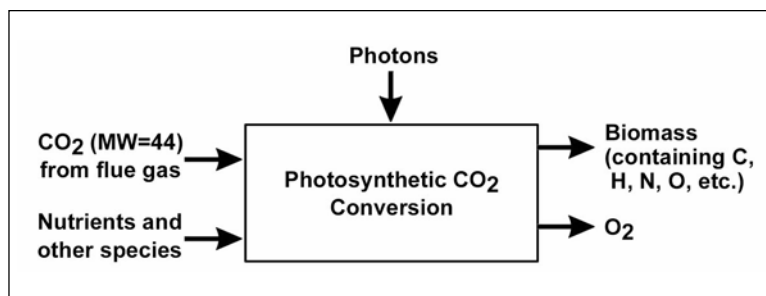 Photons
CO₂ (MW=44)
from flue gas
Nutrients and
other species
Photosynthetic CO₂
Conversion
Biomass
(containing C,
H, N, O, etc.)
O₂